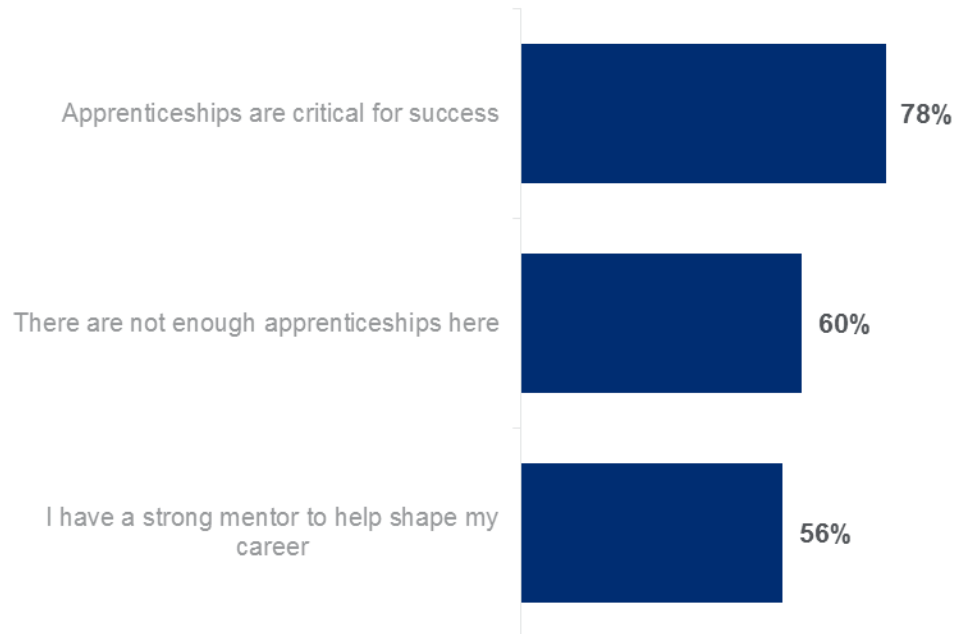 Apprenticeships are critical for success
78%
There are not enough apprenticeships here
60%
I have a strong mentor to help shape my
career
56%